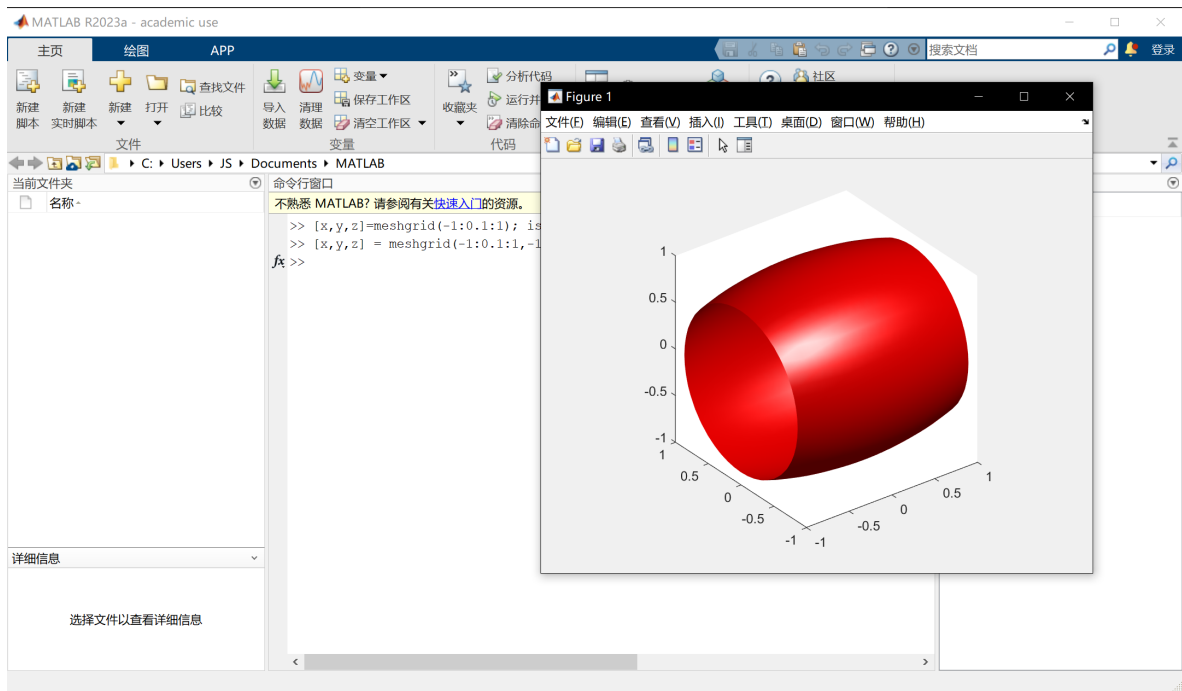 MATLAB R2023a - academic use
主页 绘图 APP 搜索文档 登录
新建脚本 新建实时脚本 新建 打开 查找文件 比较
文件
导入数据 清理数据 变量 保存工作区 清空工作区
变量
收藏夹 分析代码 运行并 清除命
代码
社区
C: Users JS Documents MATLAB
当前文件夹
名称
命令行窗口
不熟悉 MATLAB? 请参阅有关快速入门的资源。
>> [x,y,z]=meshgrid(-1:0.1:1); is
>> [x,y,z] = meshgrid(-1:0.1:1,-1
fx >>
Figure 1
文件(F) 编辑(E) 查看(V) 插入(I) 工具(T) 桌面(D) 窗口(W) 帮助(H)
1
0.5
0
-0.5
-1
1
0.5
0
-0.5
-1
-1
-0.5
0
0.5
1
详细信息
选择文件以查看详细信息